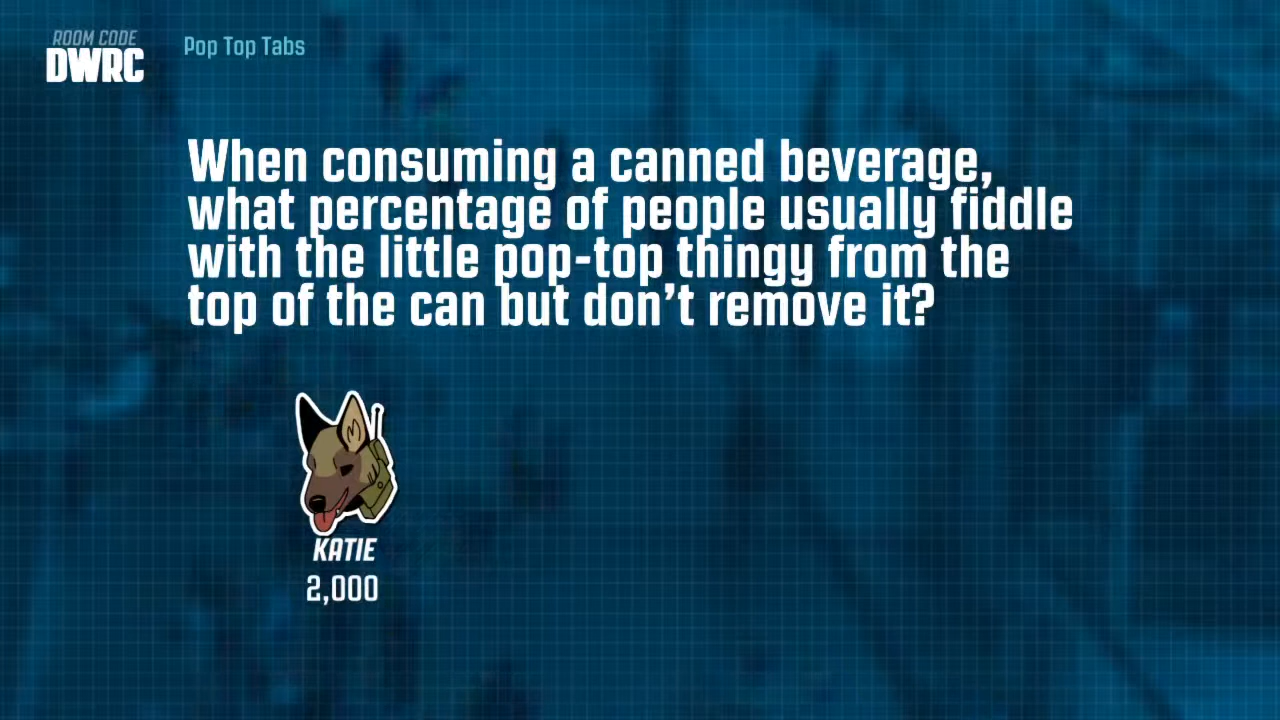 ROOM CODE
DWRC
Pop Top Tabs
When consuming a canned beverage,
what percentage of people usually fiddle
with the little pop-top thingy from the
top of the can but don’t remove it?
KATIE
2,000